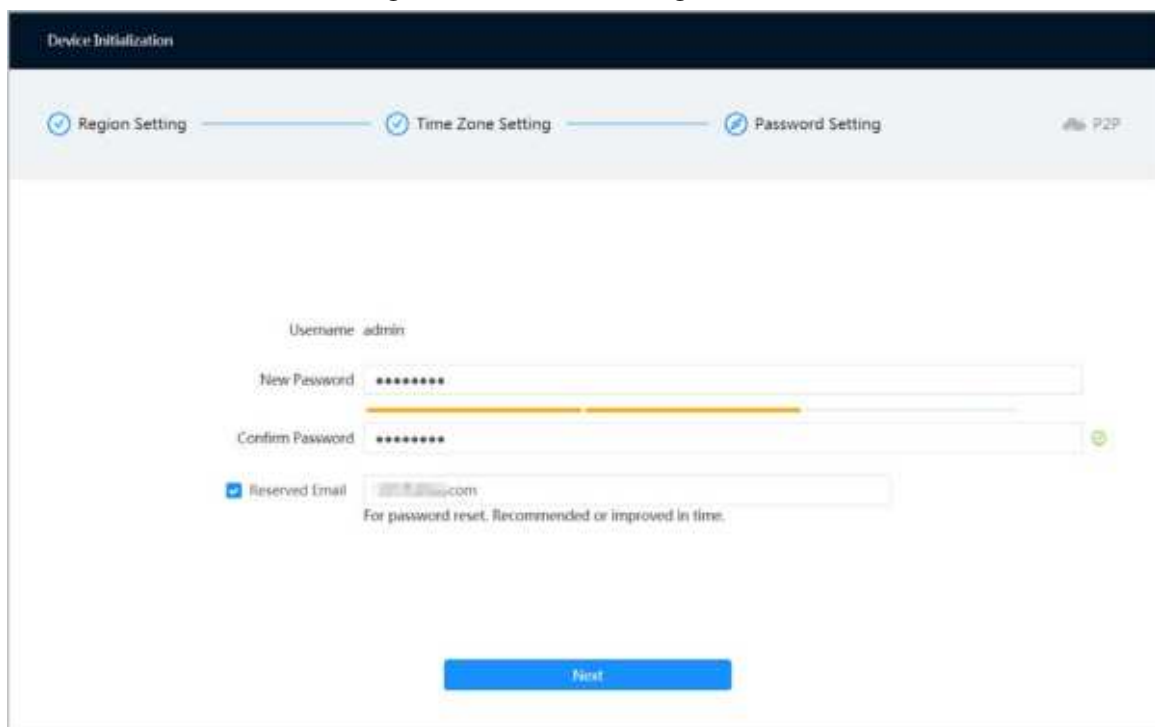 Device Initialization
Region Setting
Time Zone Setting
Password Setting
P2P
Username admin
New Password ••••••••
Confirm Password ••••••••
Reserved Email com
For password reset. Recommended or improved in time.
Next